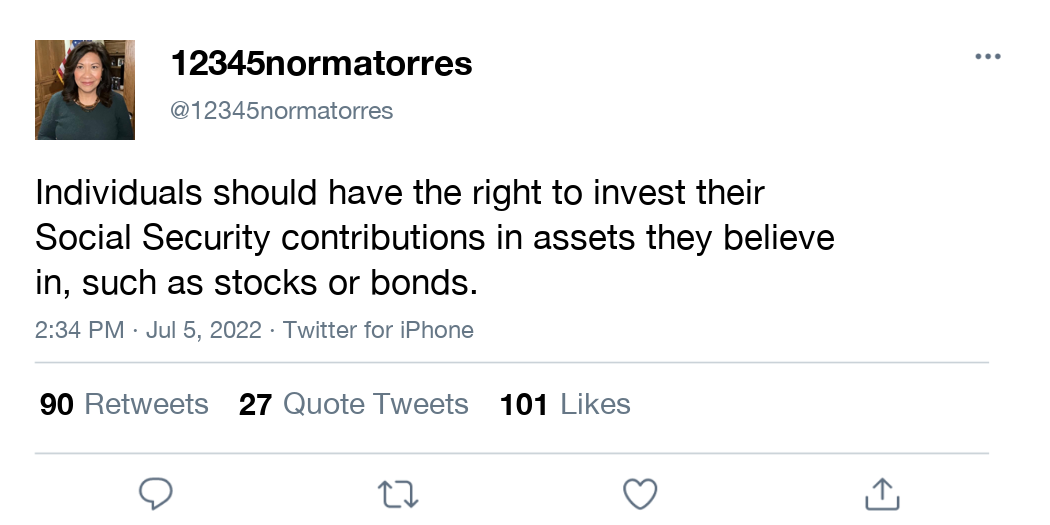 12345normatorres
@12345normatorres
Individuals should have the right to invest their
Social Security contributions in assets they believe
in, such as stocks or bonds.
2:34 PM · Jul 5, 2022 · Twitter for iPhone
90 Retweets 27 Quote Tweets 101 Likes